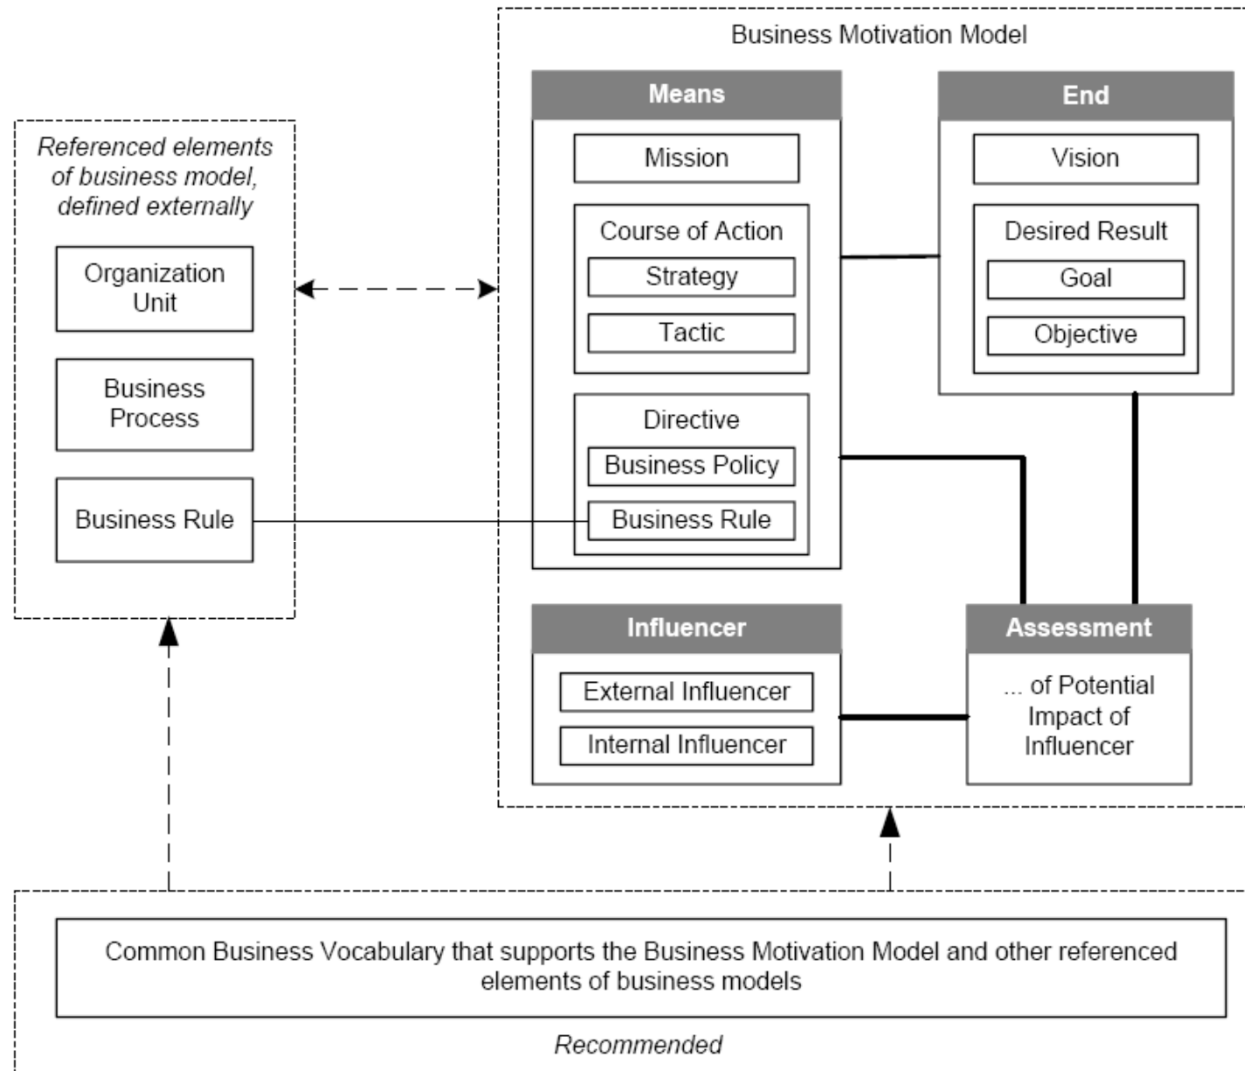 Business Motivation Model
Referenced elements
of business model,
defined externally
Organization
Unit
Business
Process
Business Rule
Means
Mission
Course of Action
Strategy
Tactic
Directive
Business Policy
Business Rule
End
Vision
Desired Result
Goal
Objective
Influencer
External Influencer
Internal Influencer
Assessment
... of Potential
Impact of
Influencer
Common Business Vocabulary that supports the Business Motivation Model and other referenced
elements of business models
Recommended